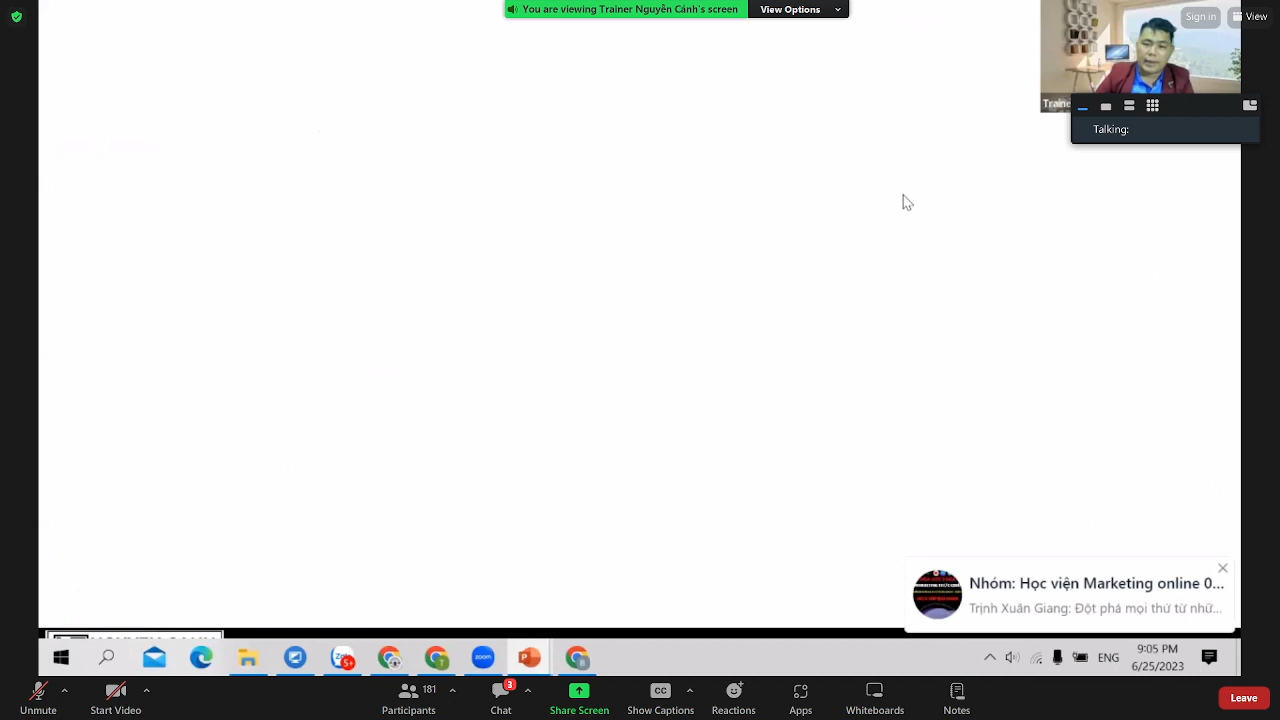 You are viewing Trainer Nguyễn Cảnh's screen
View Options
Sign in
View
Talking:
Nhóm: Học viện Marketing online 0...
Trịnh Xuân Giang: Đột phá mọi thứ từ nhữ...
5+
T
zoom
P
B
ENG
9:05 PM
6/25/2023
Unmute
Start Video
181
Participants
3
Chat
Share Screen
CC
Show Captions
Reactions
Apps
Whiteboards
Notes
Leave